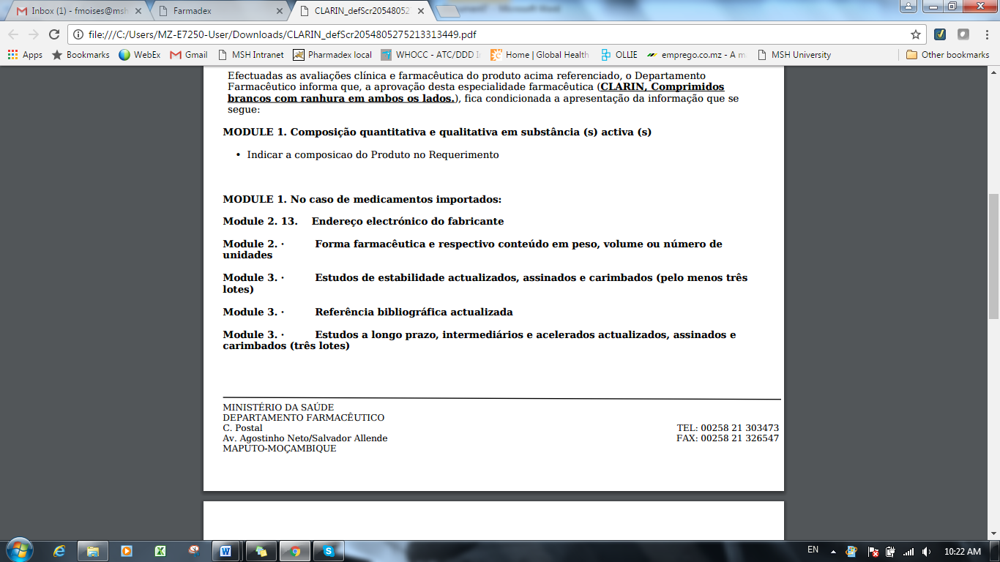 Inbox (1) - fmoises@msh
Farmadex
CLARIN_defScr2054805275
Microsoft Word
file:///C:/Users/MZ-E7250-User/Downloads/CLARIN_defScr2054805275213313449.pdf
Apps Bookmarks WebEx Gmail MSH Intranet Pharmadex local WHOCC - ATC/DDD I Home | Global Health OLLIE emprego.co.mz - A m MSH University Other bookmarks
Efectuadas as avaliações clínica e farmacêutica do produto acima referenciado, o Departamento
Farmacêutico informa que, a aprovação desta especialidade farmacêutica (CLARIN, Comprimidos
brancos com ranhura em ambos os lados.), fica condicionada a apresentação da informação que se
segue:
MODULE 1. Composição quantitativa e qualitativa em substância (s) activa (s)
• Indicar a composicao do Produto no Requerimento
MODULE 1. No caso de medicamentos importados:
Module 2. 13. Endereço electrónico do fabricante
Module 2. · Forma farmacêutica e respectivo conteúdo em peso, volume ou número de
unidades
Module 3. · Estudos de estabilidade actualizados, assinados e carimbados (pelo menos três
lotes)
Module 3. · Referência bibliográfica actualizada
Module 3. · Estudos a longo prazo, intermediários e acelerados actualizados, assinados e
carimbados (três lotes)
MINISTÉRIO DA SAÚDE
DEPARTAMENTO FARMACÊUTICO
C. Postal TEL: 00258 21 303473
Av. Agostinho Neto/Salvador Allende FAX: 00258 21 326547
MAPUTO-MOÇAMBIQUE
EN 10:22 AM